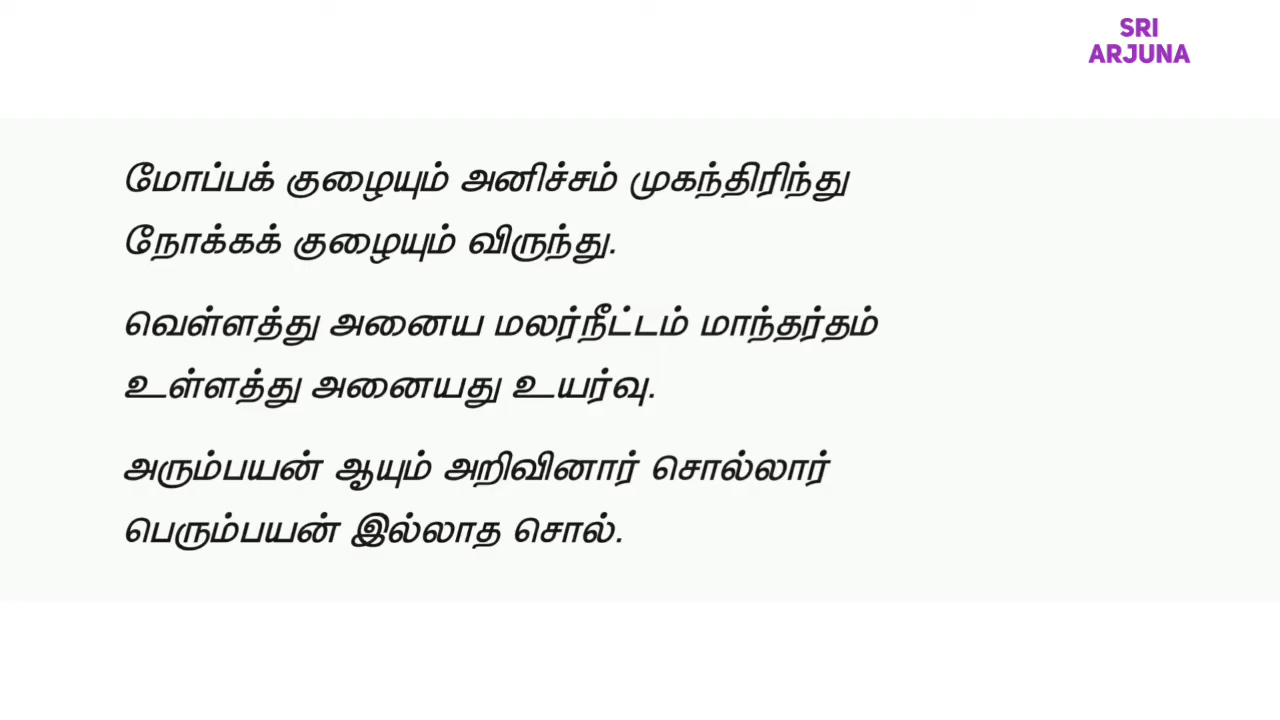 SRI
ARJUNA
மோப்பக் குழையும் அனிச்சம் முகந்திரிந்து
நோக்கக் குழையும் விருந்து.
வெள்ளத்து அனைய மலர்நீட்டம் மாந்தர்தம்
உள்ளத்து அனையது உயர்வு.
அரும்பயன் ஆயும் அறிவினார் சொல்லார்
பெரும்பயன் இல்லாத சொல்.